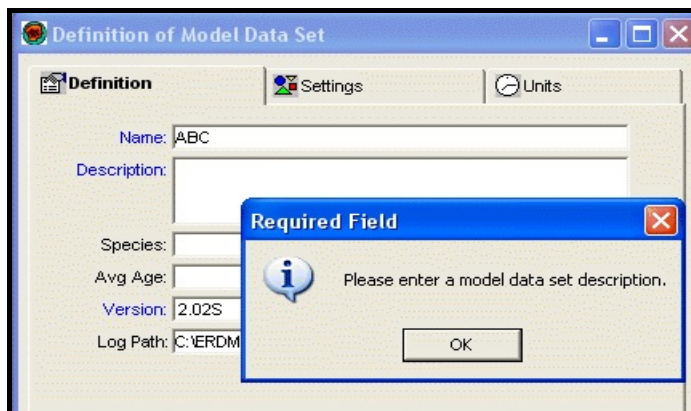 Definition of Model Data Set
Definition Settings Units
Name: ABC
Description:
Required Field
Please enter a model data set description.
OK
Species:
Avg Age:
Version: 2.02S
Log Path: C:\ERDM